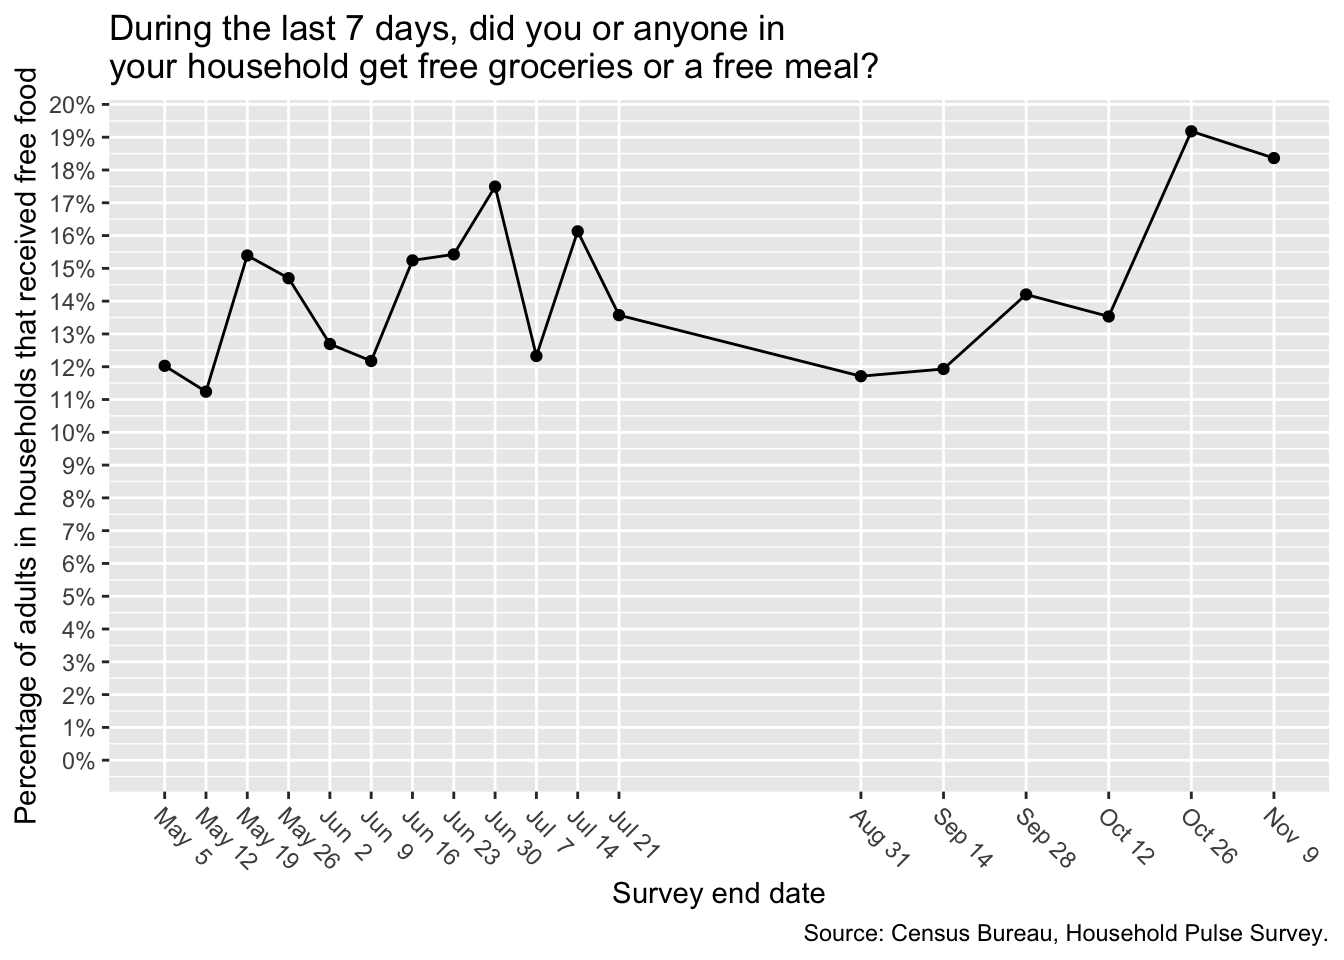 During the last 7 days, did you or anyone in
your household get free groceries or a free meal?
Percentage of adults in households that received free food
20%
19%
18%
17%
16%
15%
14%
13%
12%
11%
10%
9%
8%
7%
6%
5%
4%
3%
2%
1%
0%
May 5
May 12
May 19
May 26
Jun 2
Jun 9
Jun 16
Jun 23
Jun 30
Jul 7
Jul 14
Jul 21
Aug 31
Sep 14
Sep 28
Oct 12
Oct 26
Nov 9
Survey end date
Source: Census Bureau, Household Pulse Survey.